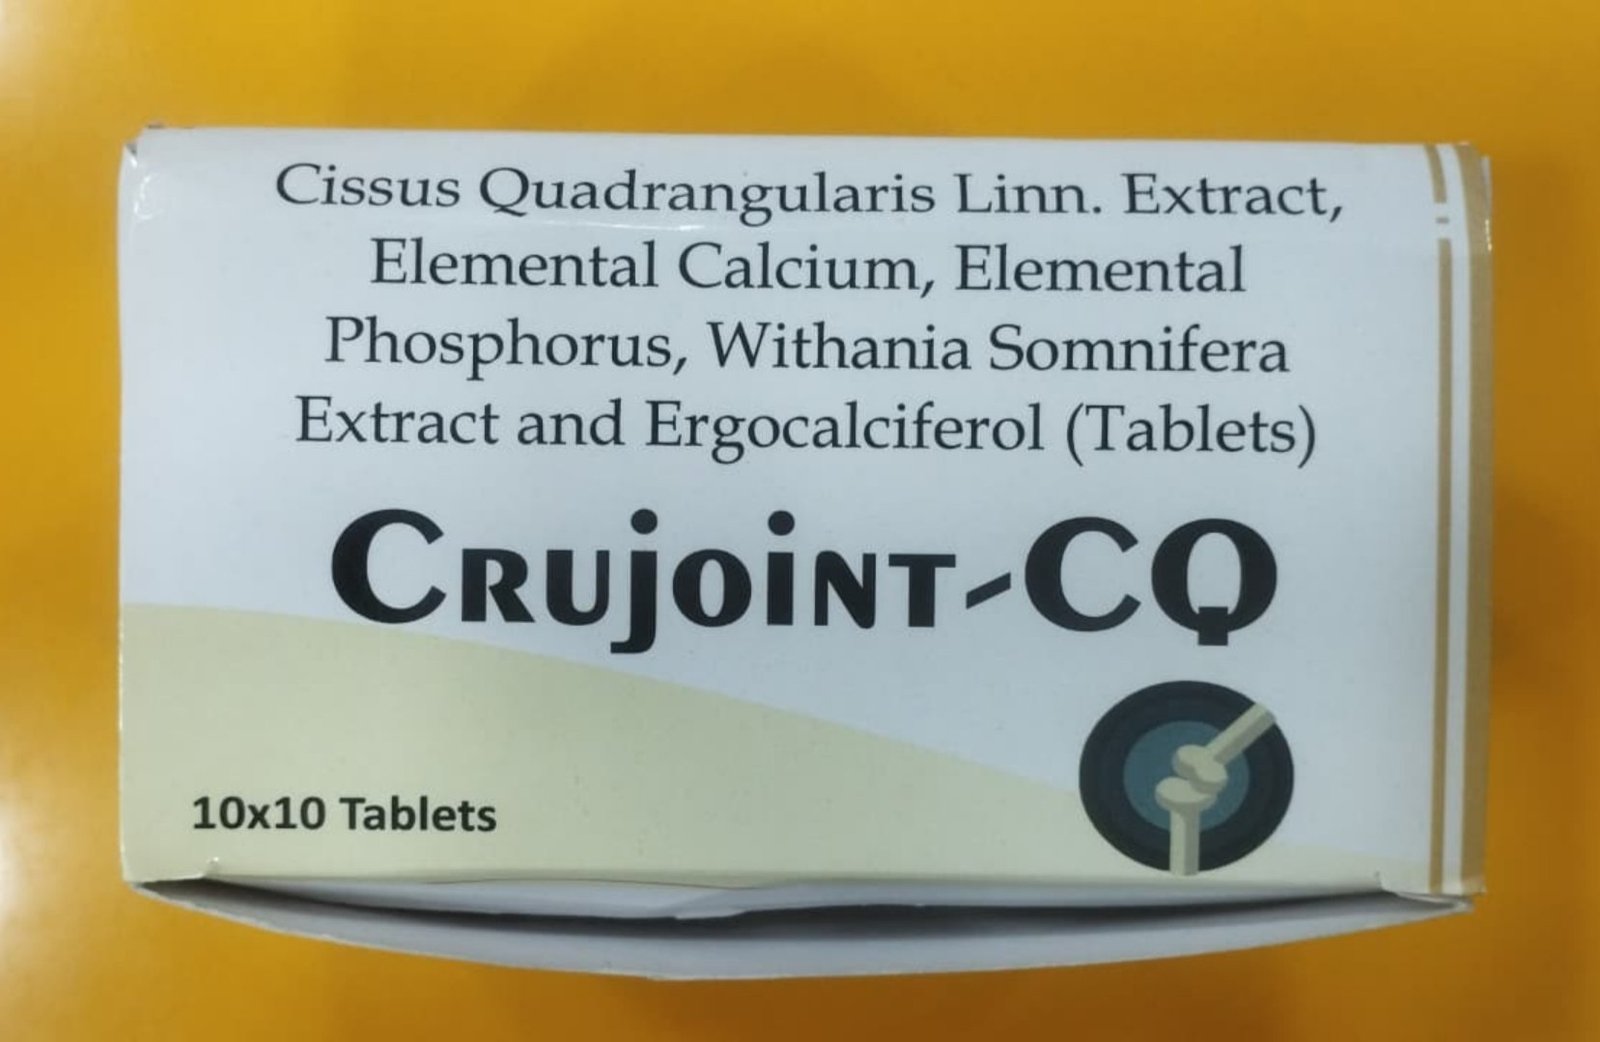 Cissus Quadrangularis Linn. Extract,
Elemental Calcium, Elemental
Phosphorus, Withania Somnifera
Extract and Ergocalciferol (Tablets)
CRUJOINT-CQ
10x10 Tablets